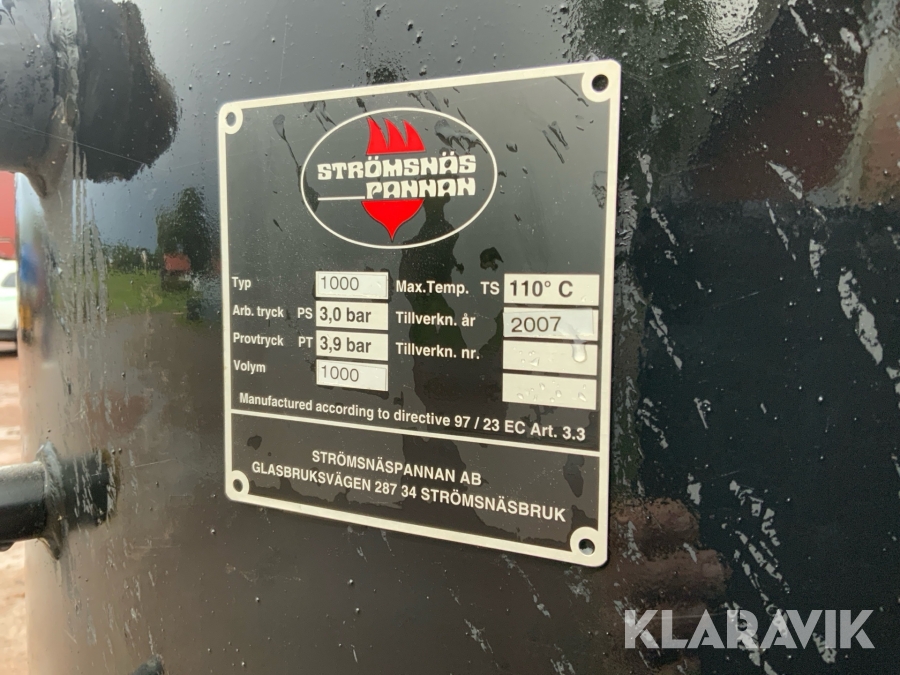 STRÖMSNÄS
PANNAN
Typ 1000 Max.Temp. TS 110° C
Arb. tryck PS 3,0 bar Tillverkn. år 2007
Provtryck PT 3,9 bar Tillverkn. nr.
Volym 1000
Manufactured according to directive 97 / 23 EC Art. 3.3
STRÖMSNÄSPANNAN AB
GLASBRUKSVÄGEN 287 34 STRÖMSNÄSBRUK
KLARAVIK